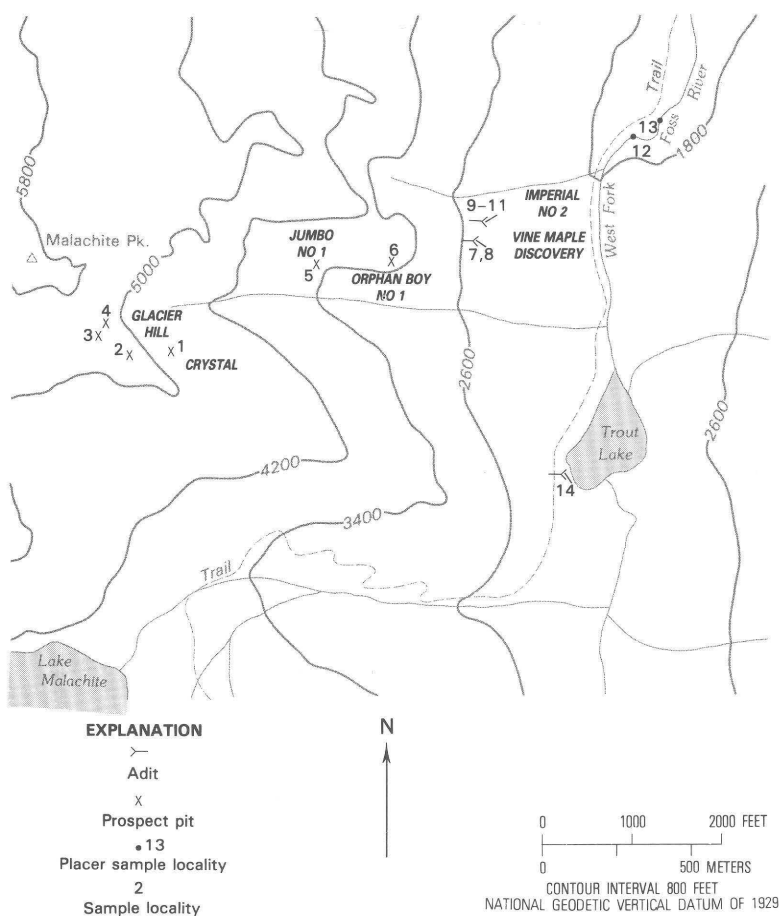 5800
Malachite Pk.
5000
JUMBO
NO 1
5
6
ORPHAN BOY
NO 1
9–11
IMPERIAL
NO 2
VINE MAPLE
DISCOVERY
7,8
Trail
River
13
Foss
12
1800
West Fork
4
3
GLACIER
HILL
2
1
CRYSTAL
2600
2600
Trout
Lake
14
4200
3400
Trail
Lake
Malachite
EXPLANATION
Adit
X
Prospect pit
13
Placer sample locality
2
Sample locality
N
0 1000 2000 FEET
0 500 METERS
CONTOUR INTERVAL 800 FEET
NATIONAL GEODETIC VERTICAL DATUM OF 1929